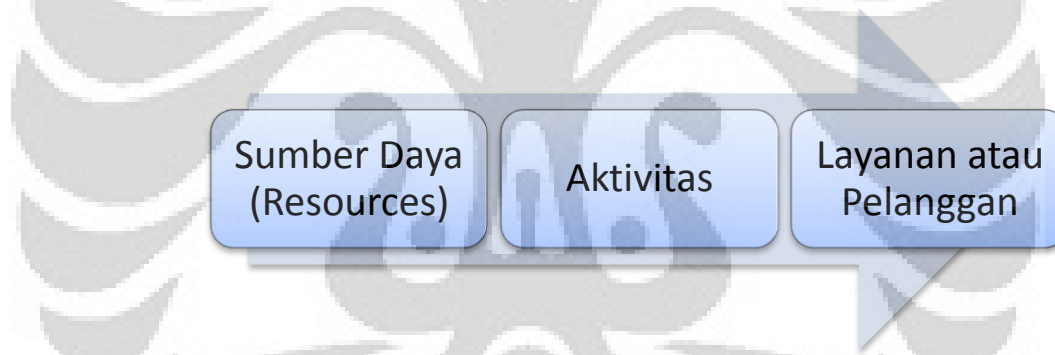 Sumber Daya
(Resources)
Aktivitas
Layanan atau
Pelanggan